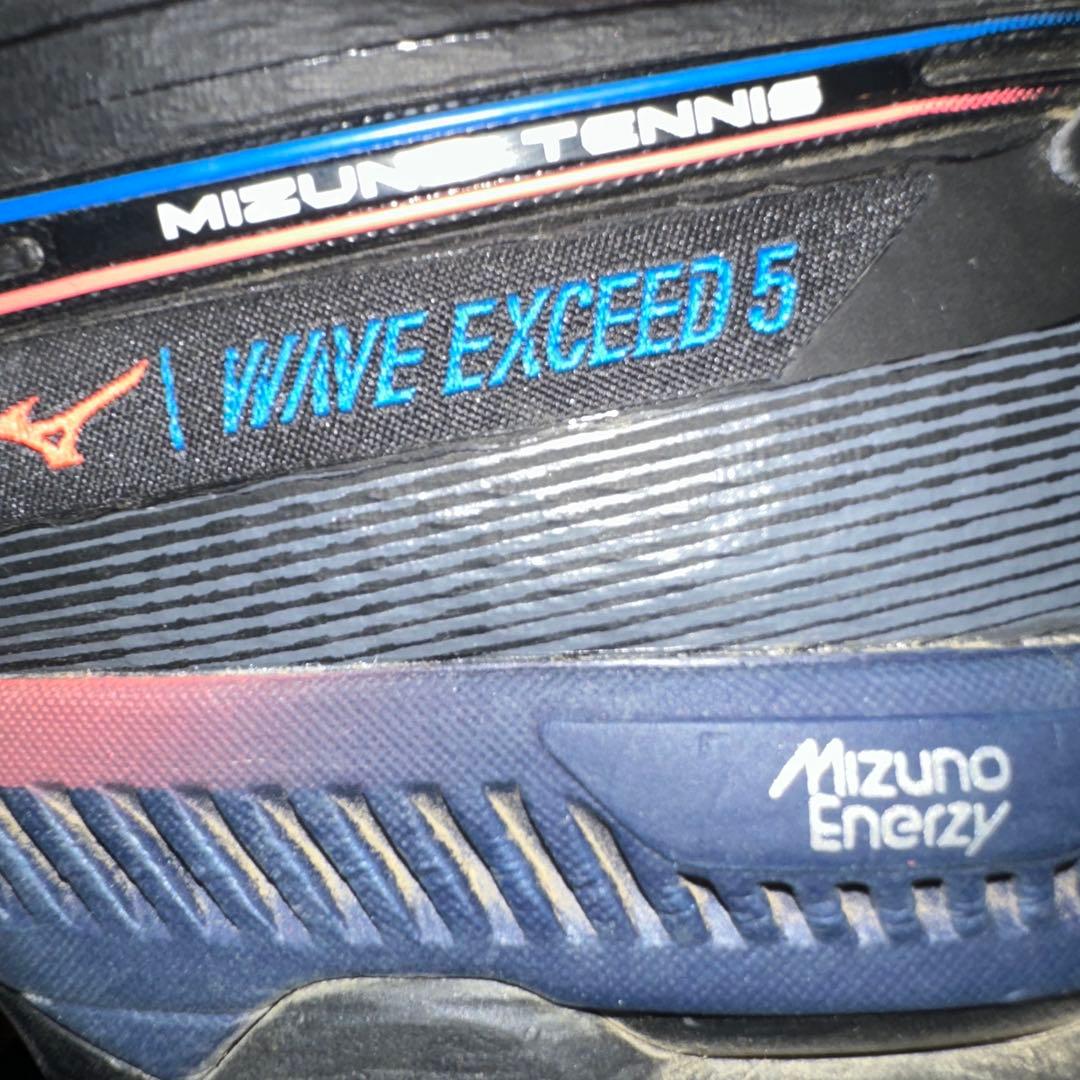 MIZUNO TENNIS
WAVE EXCEED 5
Mizuno
Enerzy